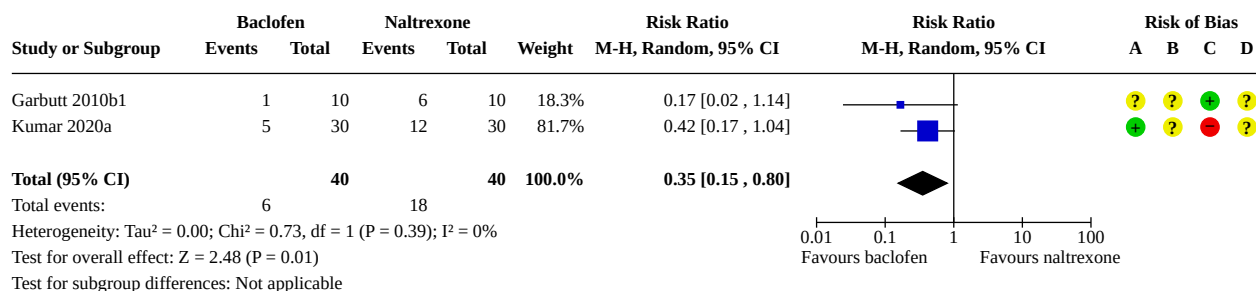 Baclofen Naltrexone Risk Ratio Risk Ratio Risk of Bias
Study or Subgroup Events Total Events Total Weight M-H, Random, 95% CI M-H, Random, 95% CI A B C D
Garbutt 2010b1 1 10 6 10 18.3% 0.17 [0.02 , 1.14] ? ? + ?
Kumar 2020a 5 30 12 30 81.7% 0.42 [0.17 , 1.04] + ? − ?
Total (95% CI) 40 40 100.0% 0.35 [0.15 , 0.80]
Total events: 6 18
Heterogeneity: Tau² = 0.00; Chi² = 0.73, df = 1 (P = 0.39); I² = 0% 0.01 0.1 1 10 100
Test for overall effect: Z = 2.48 (P = 0.01) Favours baclofen Favours naltrexone
Test for subgroup differences: Not applicable